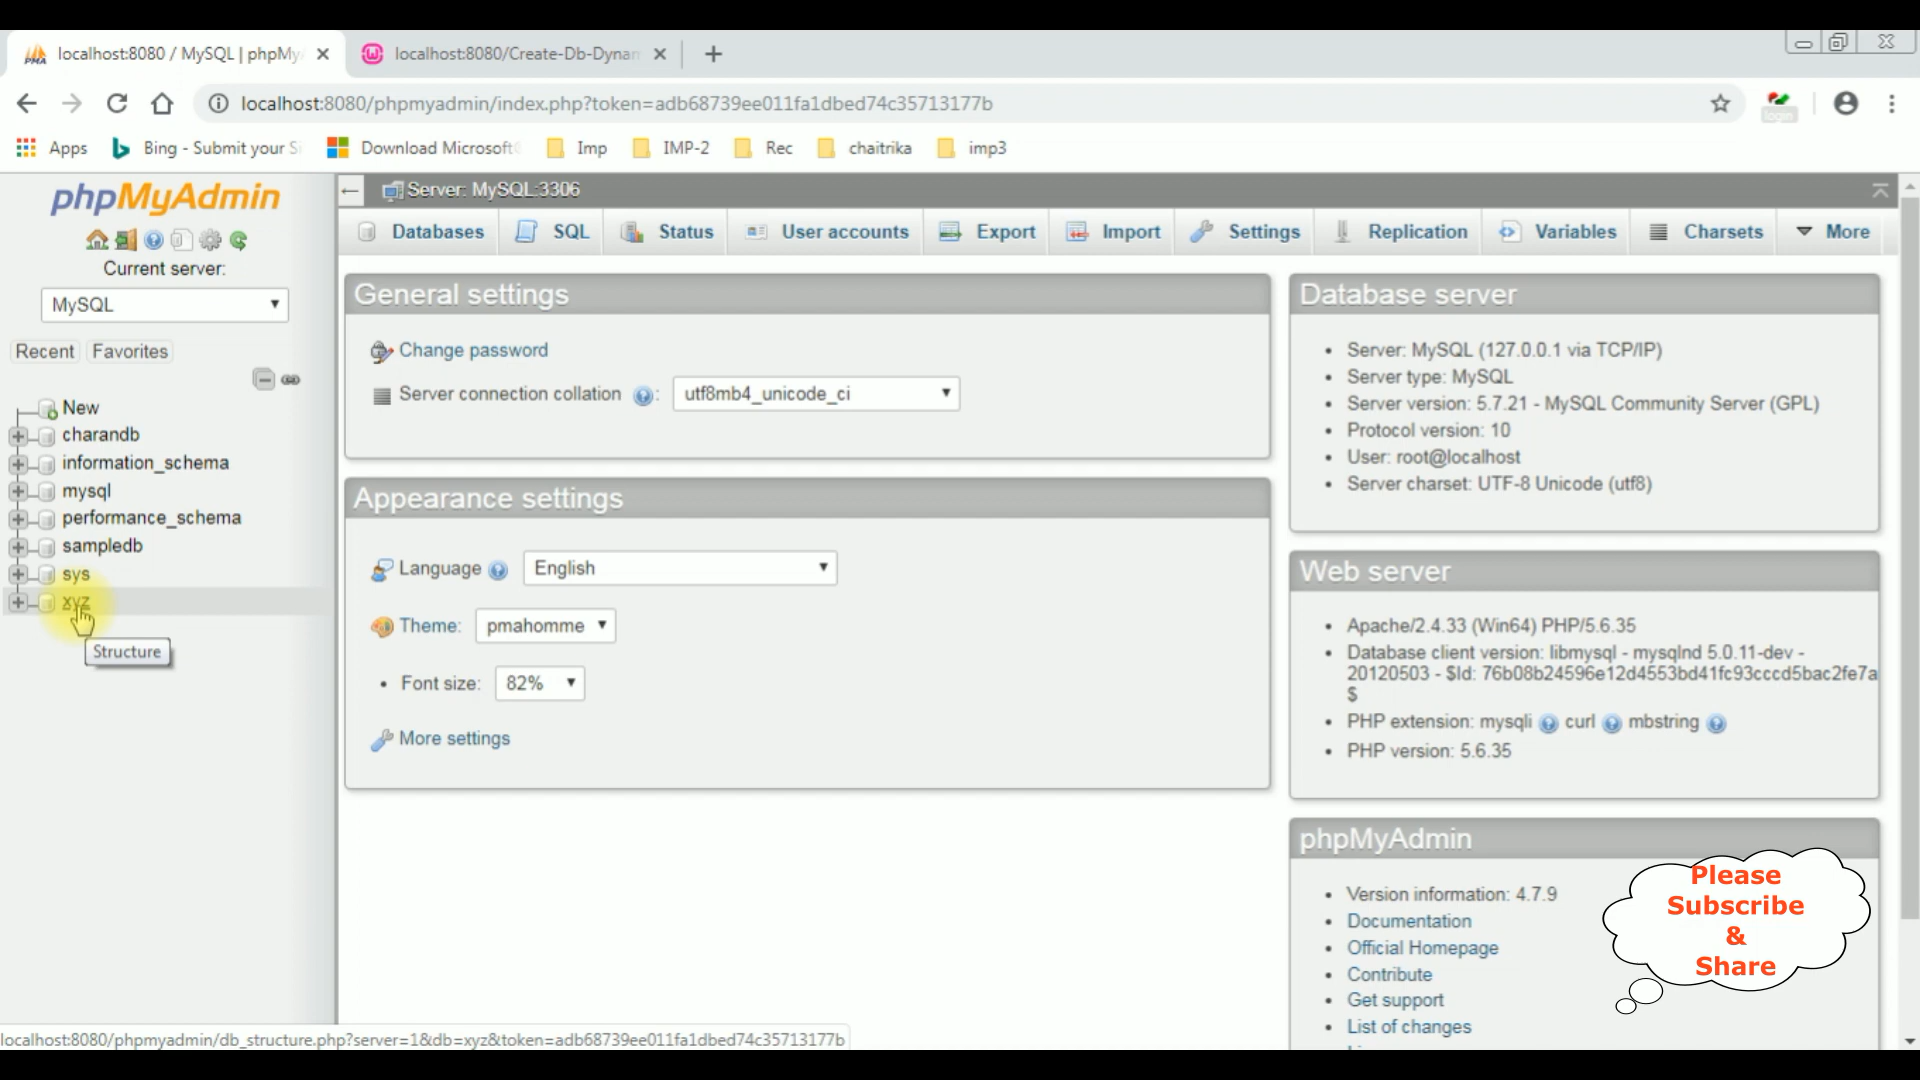 localhost:8080 / MySQL | phpMy
localhost:8080/Create-Db-Dynam
localhost:8080/phpmyadmin/index.php?token=adb68739ee011fa1dbed74c35713177b
login
Apps
Bing - Submit your Si
Download Microsoft
Imp
IMP-2
Rec
chaitrika
imp3
phpMyAdmin
Current server:
MySQL
Recent
Favorites
New
charandb
information_schema
mysql
performance_schema
sampledb
sys
xyz
Structure
Server: MySQL:3306
Databases
SQL
Status
User accounts
Export
Import
Settings
Replication
Variables
Charsets
More
General settings
Change password
Server connection collation :
utf8mb4_unicode_ci
Appearance settings
Language
English
Theme:
pmahomme
Font size:
82%
More settings
Database server
Server: MySQL (127.0.0.1 via TCP/IP)
Server type: MySQL
Server version: 5.7.21 - MySQL Community Server (GPL)
Protocol version: 10
User: root@localhost
Server charset: UTF-8 Unicode (utf8)
Web server
Apache/2.4.33 (Win64) PHP/5.6.35
Database client version: libmysql - mysqlnd 5.0.11-dev -
20120503 - $Id: 76b08b24596e12d4553bd41fc93cccd5bac2fe7a
$
PHP extension: mysqli curl mbstring
PHP version: 5.6.35
phpMyAdmin
Version information: 4.7.9
Documentation
Official Homepage
Contribute
Get support
List of changes
Please
Subscribe
&
Share
localhost:8080/phpmyadmin/db_structure.php?server=1&db=xyz&token=adb68739ee011fa1dbed74c35713177b